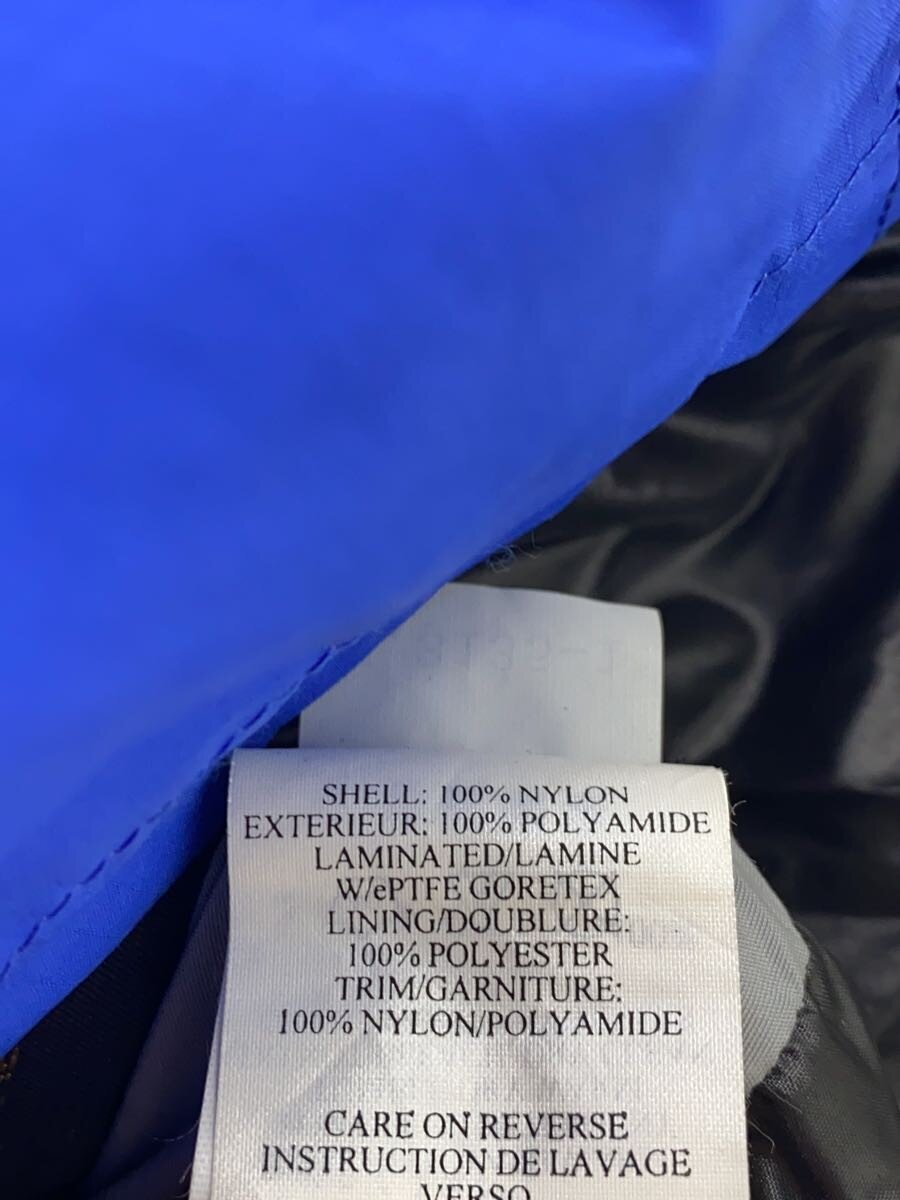 SHELL: 100% NYLON
EXTERIEUR: 100% POLYAMIDE
LAMINATED/LAMINE
W/ePTFE GORETEX
LINING/DOUBLURE:
100% POLYESTER
TRIM/GARNITURE:
100% NYLON/POLYAMIDE
CARE ON REVERSE
INSTRUCTION DE LAVAGE
VERSO